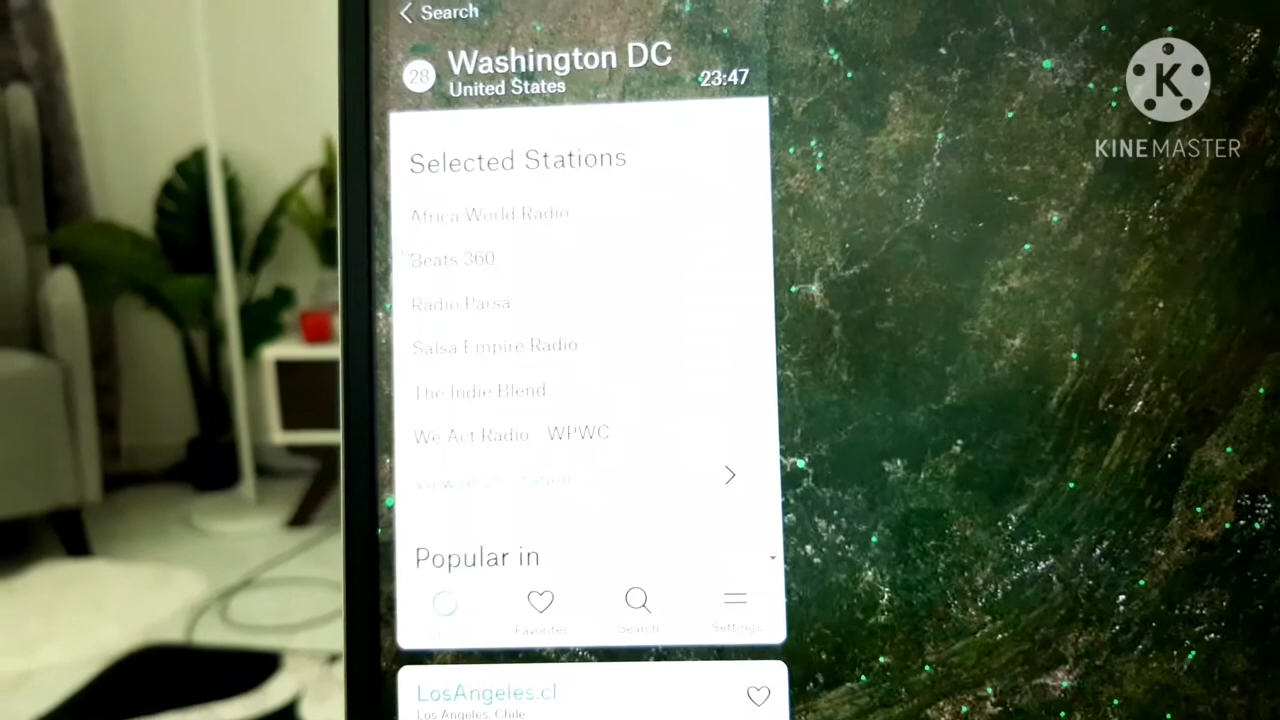 Search
28
Washington DC
United States
23:47
K
KINEMASTER
Selected Stations
Africa World Radio
Beats 360
Radio Parsa
Salsa Empire Radio
The Indie Blend
We Act Radio WPWC
Popular in
Favorites
Search
Settings
LosAngeles.cl
Los Angeles, Chile